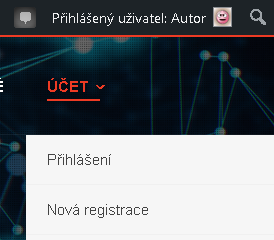 Přihlášený uživatel: Autor
ÚČET
Přihlášení
Nová registrace